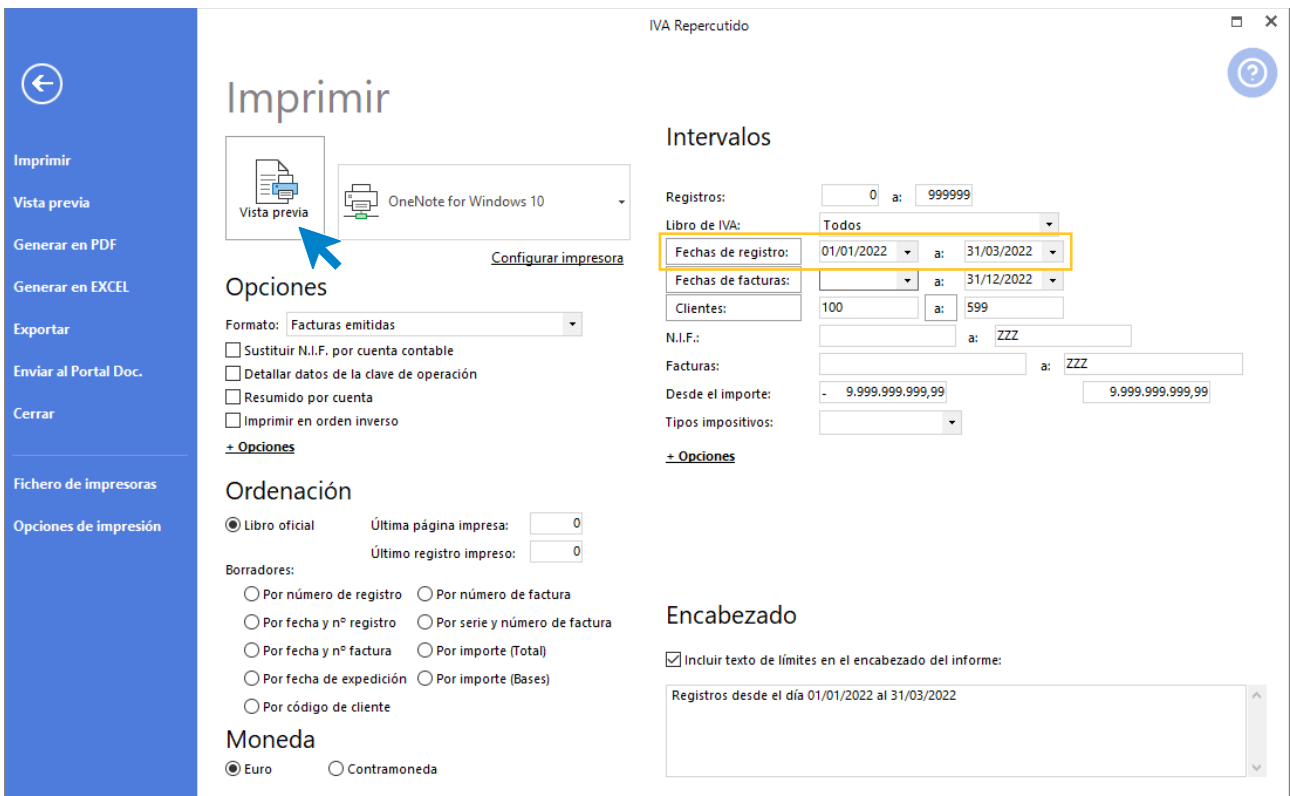 IVA Repercutido
Imprimir
Vista previa
Generar en PDF
Generar en EXCEL
Exportar
Enviar al Portal Doc.
Cerrar
Fichero de impresoras
Opciones de impresión
Imprimir
Vista previa
OneNote for Windows 10
Configurar impresora
Opciones
Formato: Facturas emitidas
Sustituir N.I.F. por cuenta contable
Detallar datos de la clave de operación
Resumido por cuenta
Imprimir en orden inverso
+ Opciones
Ordenación
Libro oficial Última página impresa: 0
Último registro impreso: 0
Borradores:
Por número de registro Por número de factura
Por fecha y nº registro Por serie y número de factura
Por fecha y nº factura Por importe (Total)
Por fecha de expedición Por importe (Bases)
Por código de cliente
Moneda
Euro Contramoneda
Intervalos
Registros: 0 a: 999999
Libro de IVA: Todos
Fechas de registro: 01/01/2022 a: 31/03/2022
Fechas de facturas: a: 31/12/2022
Clientes: 100 a: 599
N.I.F.: a: ZZZ
Facturas: a: ZZZ
Desde el importe: - 9.999.999.999,99 9.999.999.999,99
Tipos impositivos:
+ Opciones
Encabezado
Incluir texto de límites en el encabezado del informe:
Registros desde el día 01/01/2022 al 31/03/2022